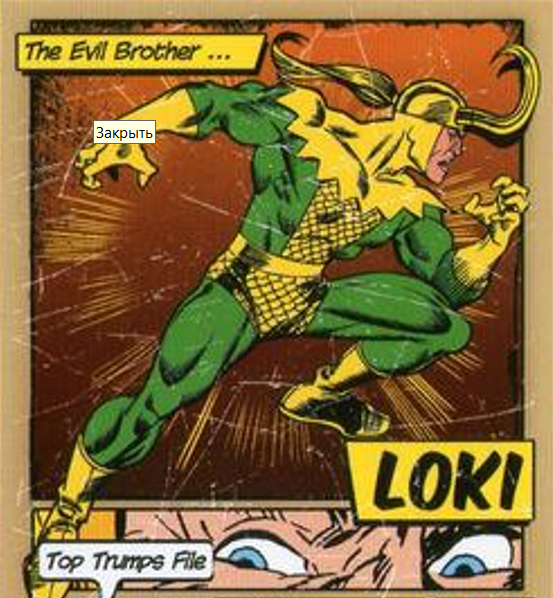 The Evil Brother ...
Закрыть
LOKI
Top Trumps File